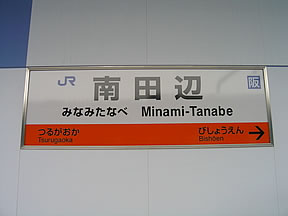 JR 南田辺 阪
みなみたなべ Minami-Tanabe
つるがおか びしょうえん →
Tsurugaoka Bishōen